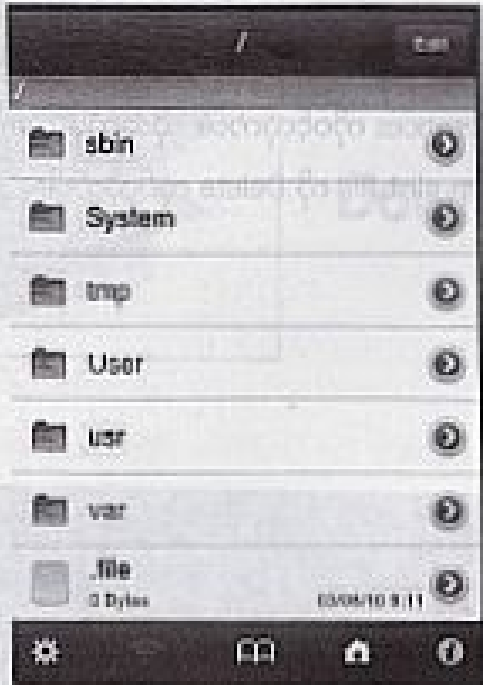 /
Edit
/
sbin
System
tmp
User
usr
var
.file
0 Bytes